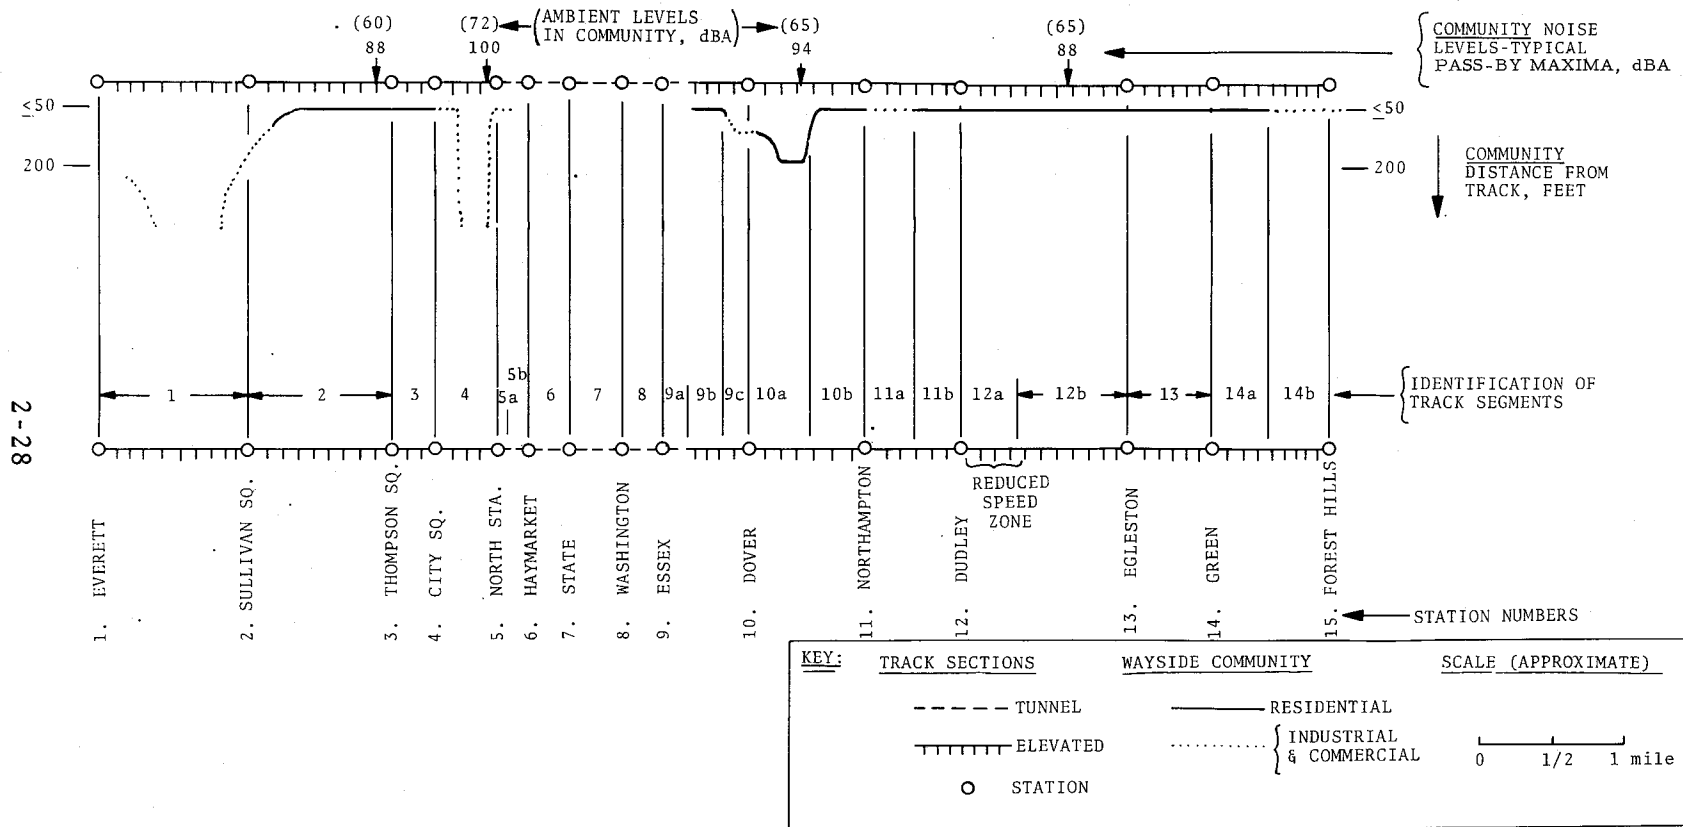 (60)
88
(72)
100
(AMBIENT LEVELS
IN COMMUNITY, dBA)
(65)
94
(65)
88
COMMUNITY NOISE
LEVELS-TYPICAL
PASS-BY MAXIMA, dBA
≤50
200
≤50
200
COMMUNITY
DISTANCE FROM
TRACK, FEET
1
2
3
4
5a
5b
6
7
8
9a
9b
9c
10a
10b
11a
11b
12a
12b
13
14a
14b
IDENTIFICATION OF
TRACK SEGMENTS
REDUCED
SPEED
ZONE
1. EVERETT
2. SULLIVAN SQ.
3. THOMPSON SQ.
4. CITY SQ.
5. NORTH STA.
6. HAYMARKET
7. STATE
8. WASHINGTON
9. ESSEX
10. DOVER
11. NORTHAMPTON
12. DUDLEY
13. EGLESTON
14. GREEN
15. FOREST HILLS
STATION NUMBERS
KEY:
TRACK SECTIONS
TUNNEL
ELEVATED
STATION
WAYSIDE COMMUNITY
RESIDENTIAL
INDUSTRIAL
& COMMERCIAL
SCALE (APPROXIMATE)
0 1/2 1 mile
2-28